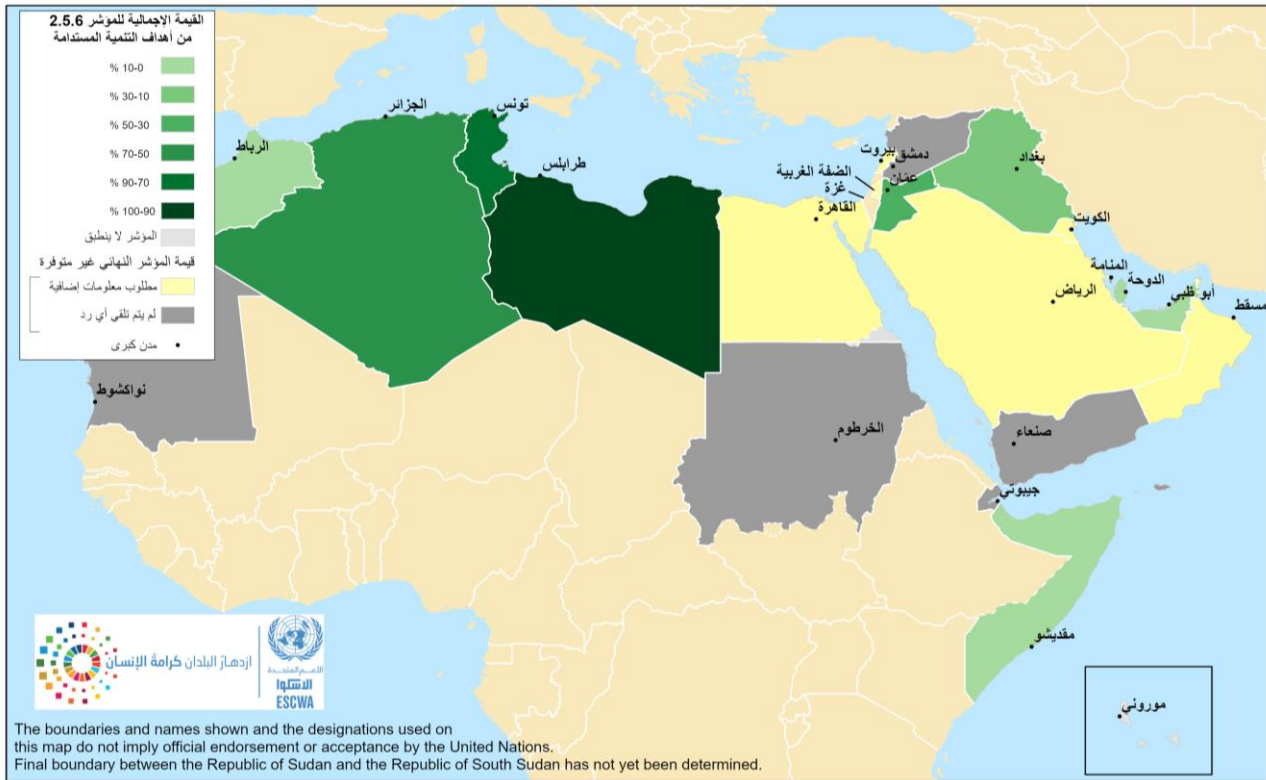 القيمة الإجمالية للمؤشر 2.5.6
من أهداف التنمية المستدامة
% 10-0
% 30-10
% 50-30
% 70-50
% 90-70
% 100-90
المؤشر لا ينطبق
قيمة المؤشر النهائي غير متوفرة
مطلوب معلومات إضافية
لم يتم تلقي أي رد
مدن كبرى
الرباط
الجزائر
تونس
طرابلس
بيروت
دمشق
الضفة الغربية
عمّان
غزة
القاهرة
بغداد
الكويت
المنامة
الدوحة
أبو ظبي
الرياض
مسقط
نواكشوط
الخرطوم
صنعاء
جيبوتي
مقديشو
موروني
ازدهارُ البلدان كرامةُ الإنسان
الأمم المتحدة
الإسكوا
ESCWA
The boundaries and names shown and the designations used on
this map do not imply official endorsement or acceptance by the United Nations.
Final boundary between the Republic of Sudan and the Republic of South Sudan has not yet been determined.